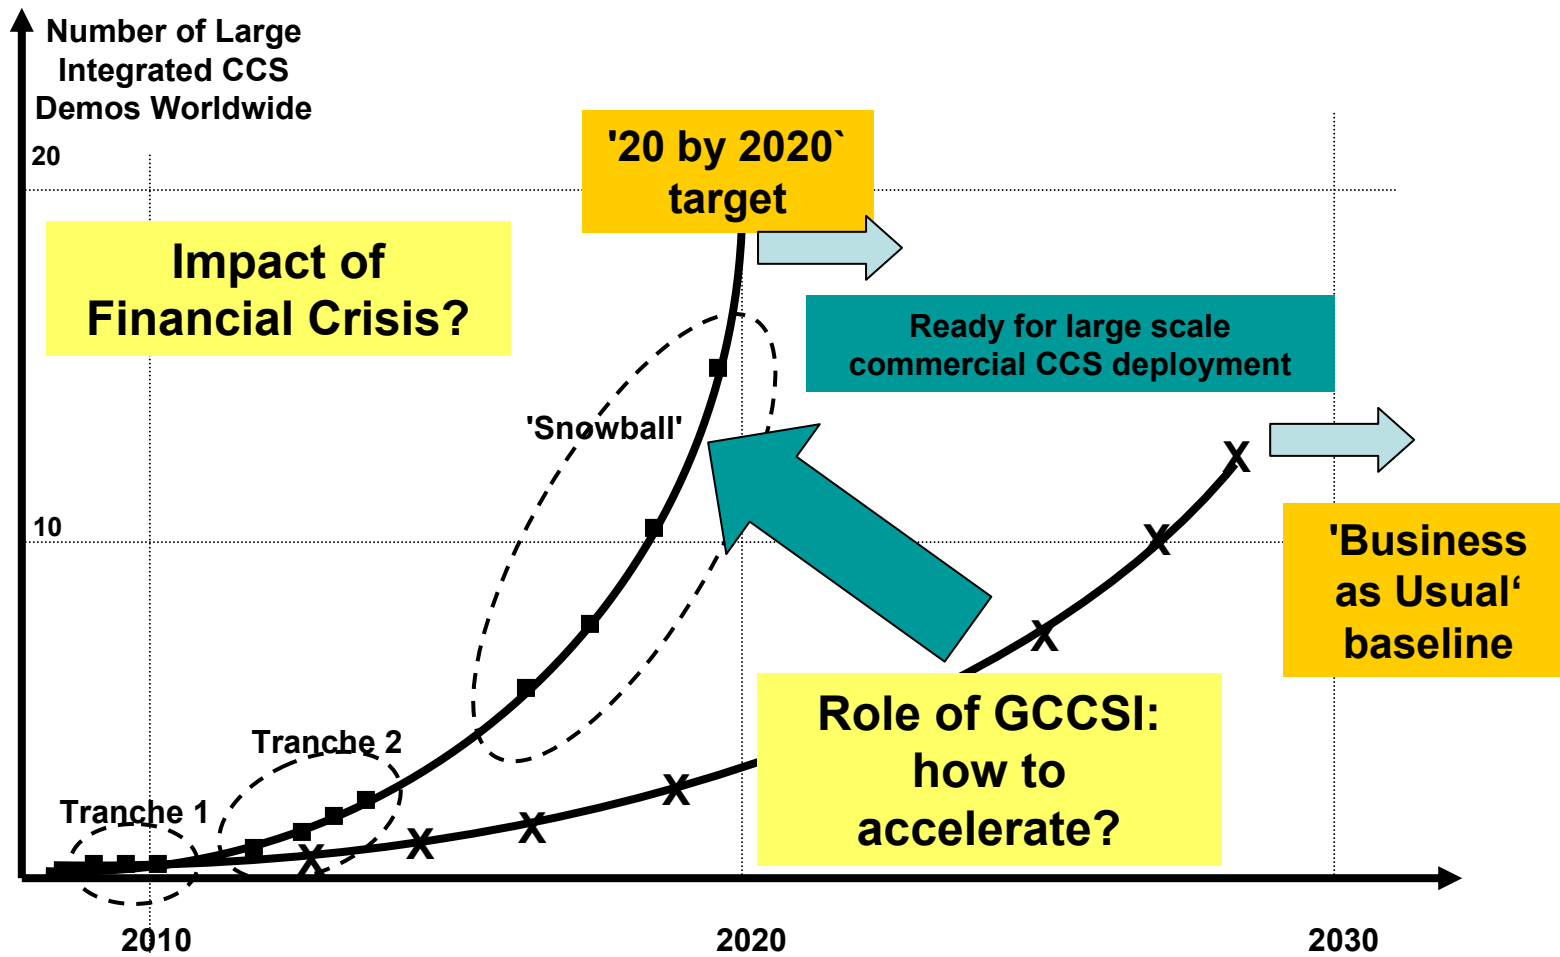 Number of Large
Integrated CCS
Demos Worldwide
20
'20 by 2020`
target
Impact of
Financial Crisis?
Ready for large scale
commercial CCS deployment
'Snowball'
10
'Business
as Usual‘
baseline
Role of GCCSI:
how to
accelerate?
Tranche 2
Tranche 1
X
X
X
X
X
X
X
X
2010
2020
2030